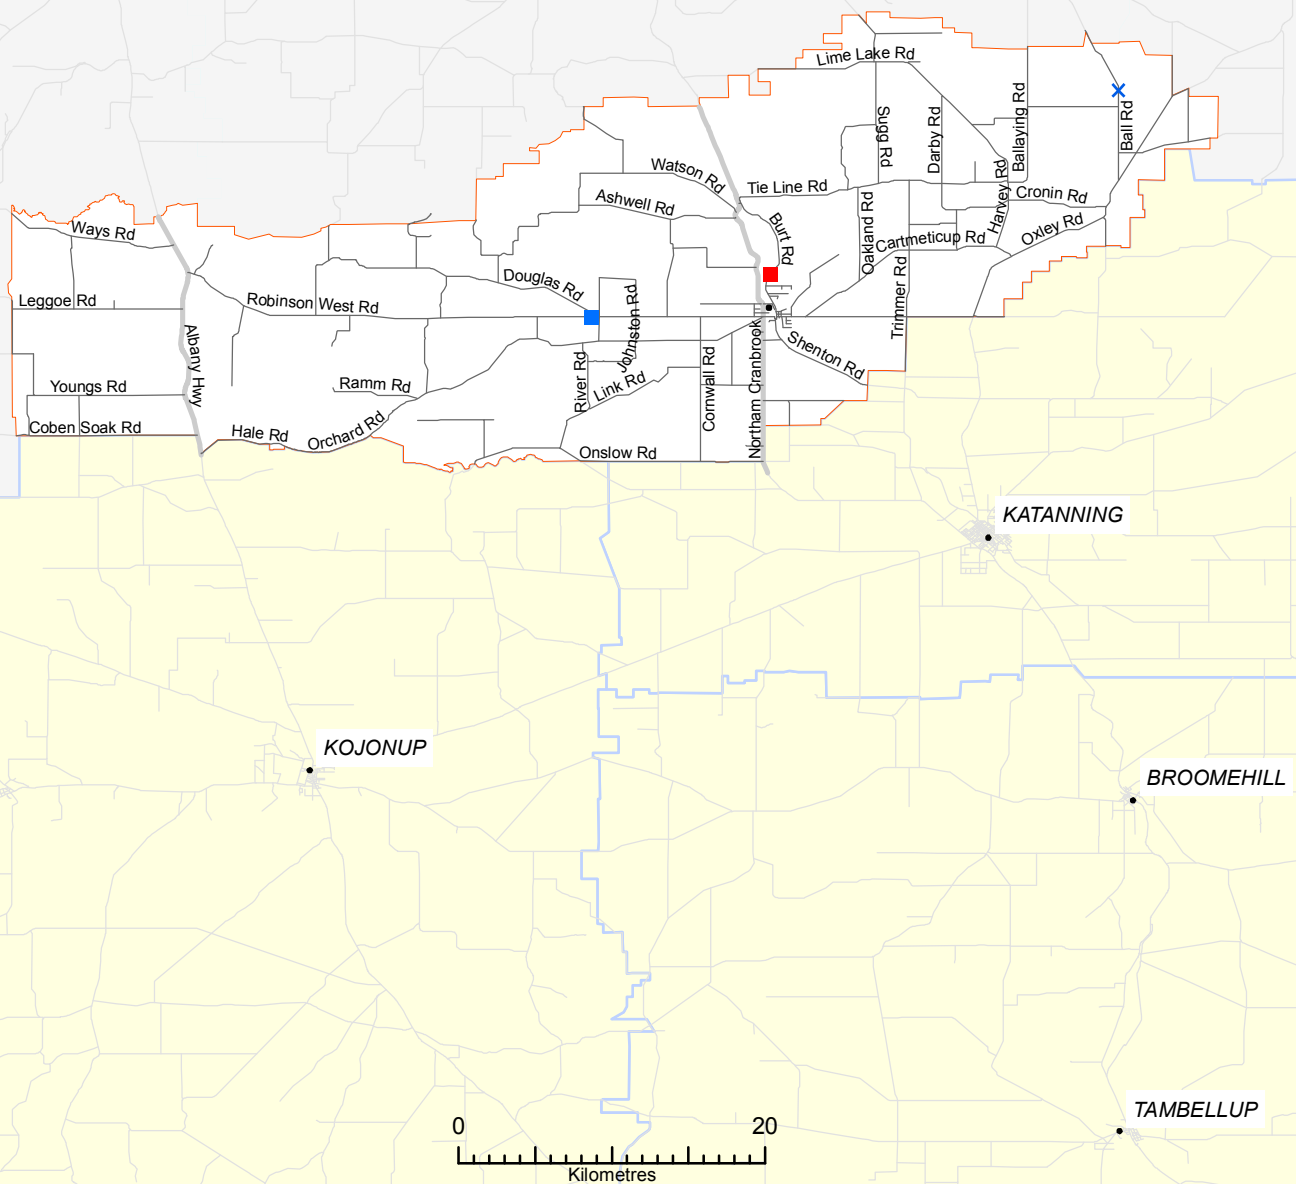 Lime Lake Rd
Sugg Rd
Darby Rd
Ballaying Rd
Ball Rd
Watson Rd
Tie Line Rd
Harvey Rd
Cronin Rd
Ashwell Rd
Burt Rd
Oakland Rd
Cartmeticup Rd
Oxley Rd
Ways Rd
Douglas Rd
Trimmer Rd
Leggoe Rd
Robinson West Rd
Johnston Rd
Albany Hwy
Shenton Rd
Northam Cranbrook
Cornwall Rd
River Rd
Link Rd
Youngs Rd
Ramm Rd
Coben Soak Rd
Hale Rd
Orchard Rd
Onslow Rd
KATANNING
KOJONUP
BROOMEHILL
TAMBELLUP
0 20
Kilometres